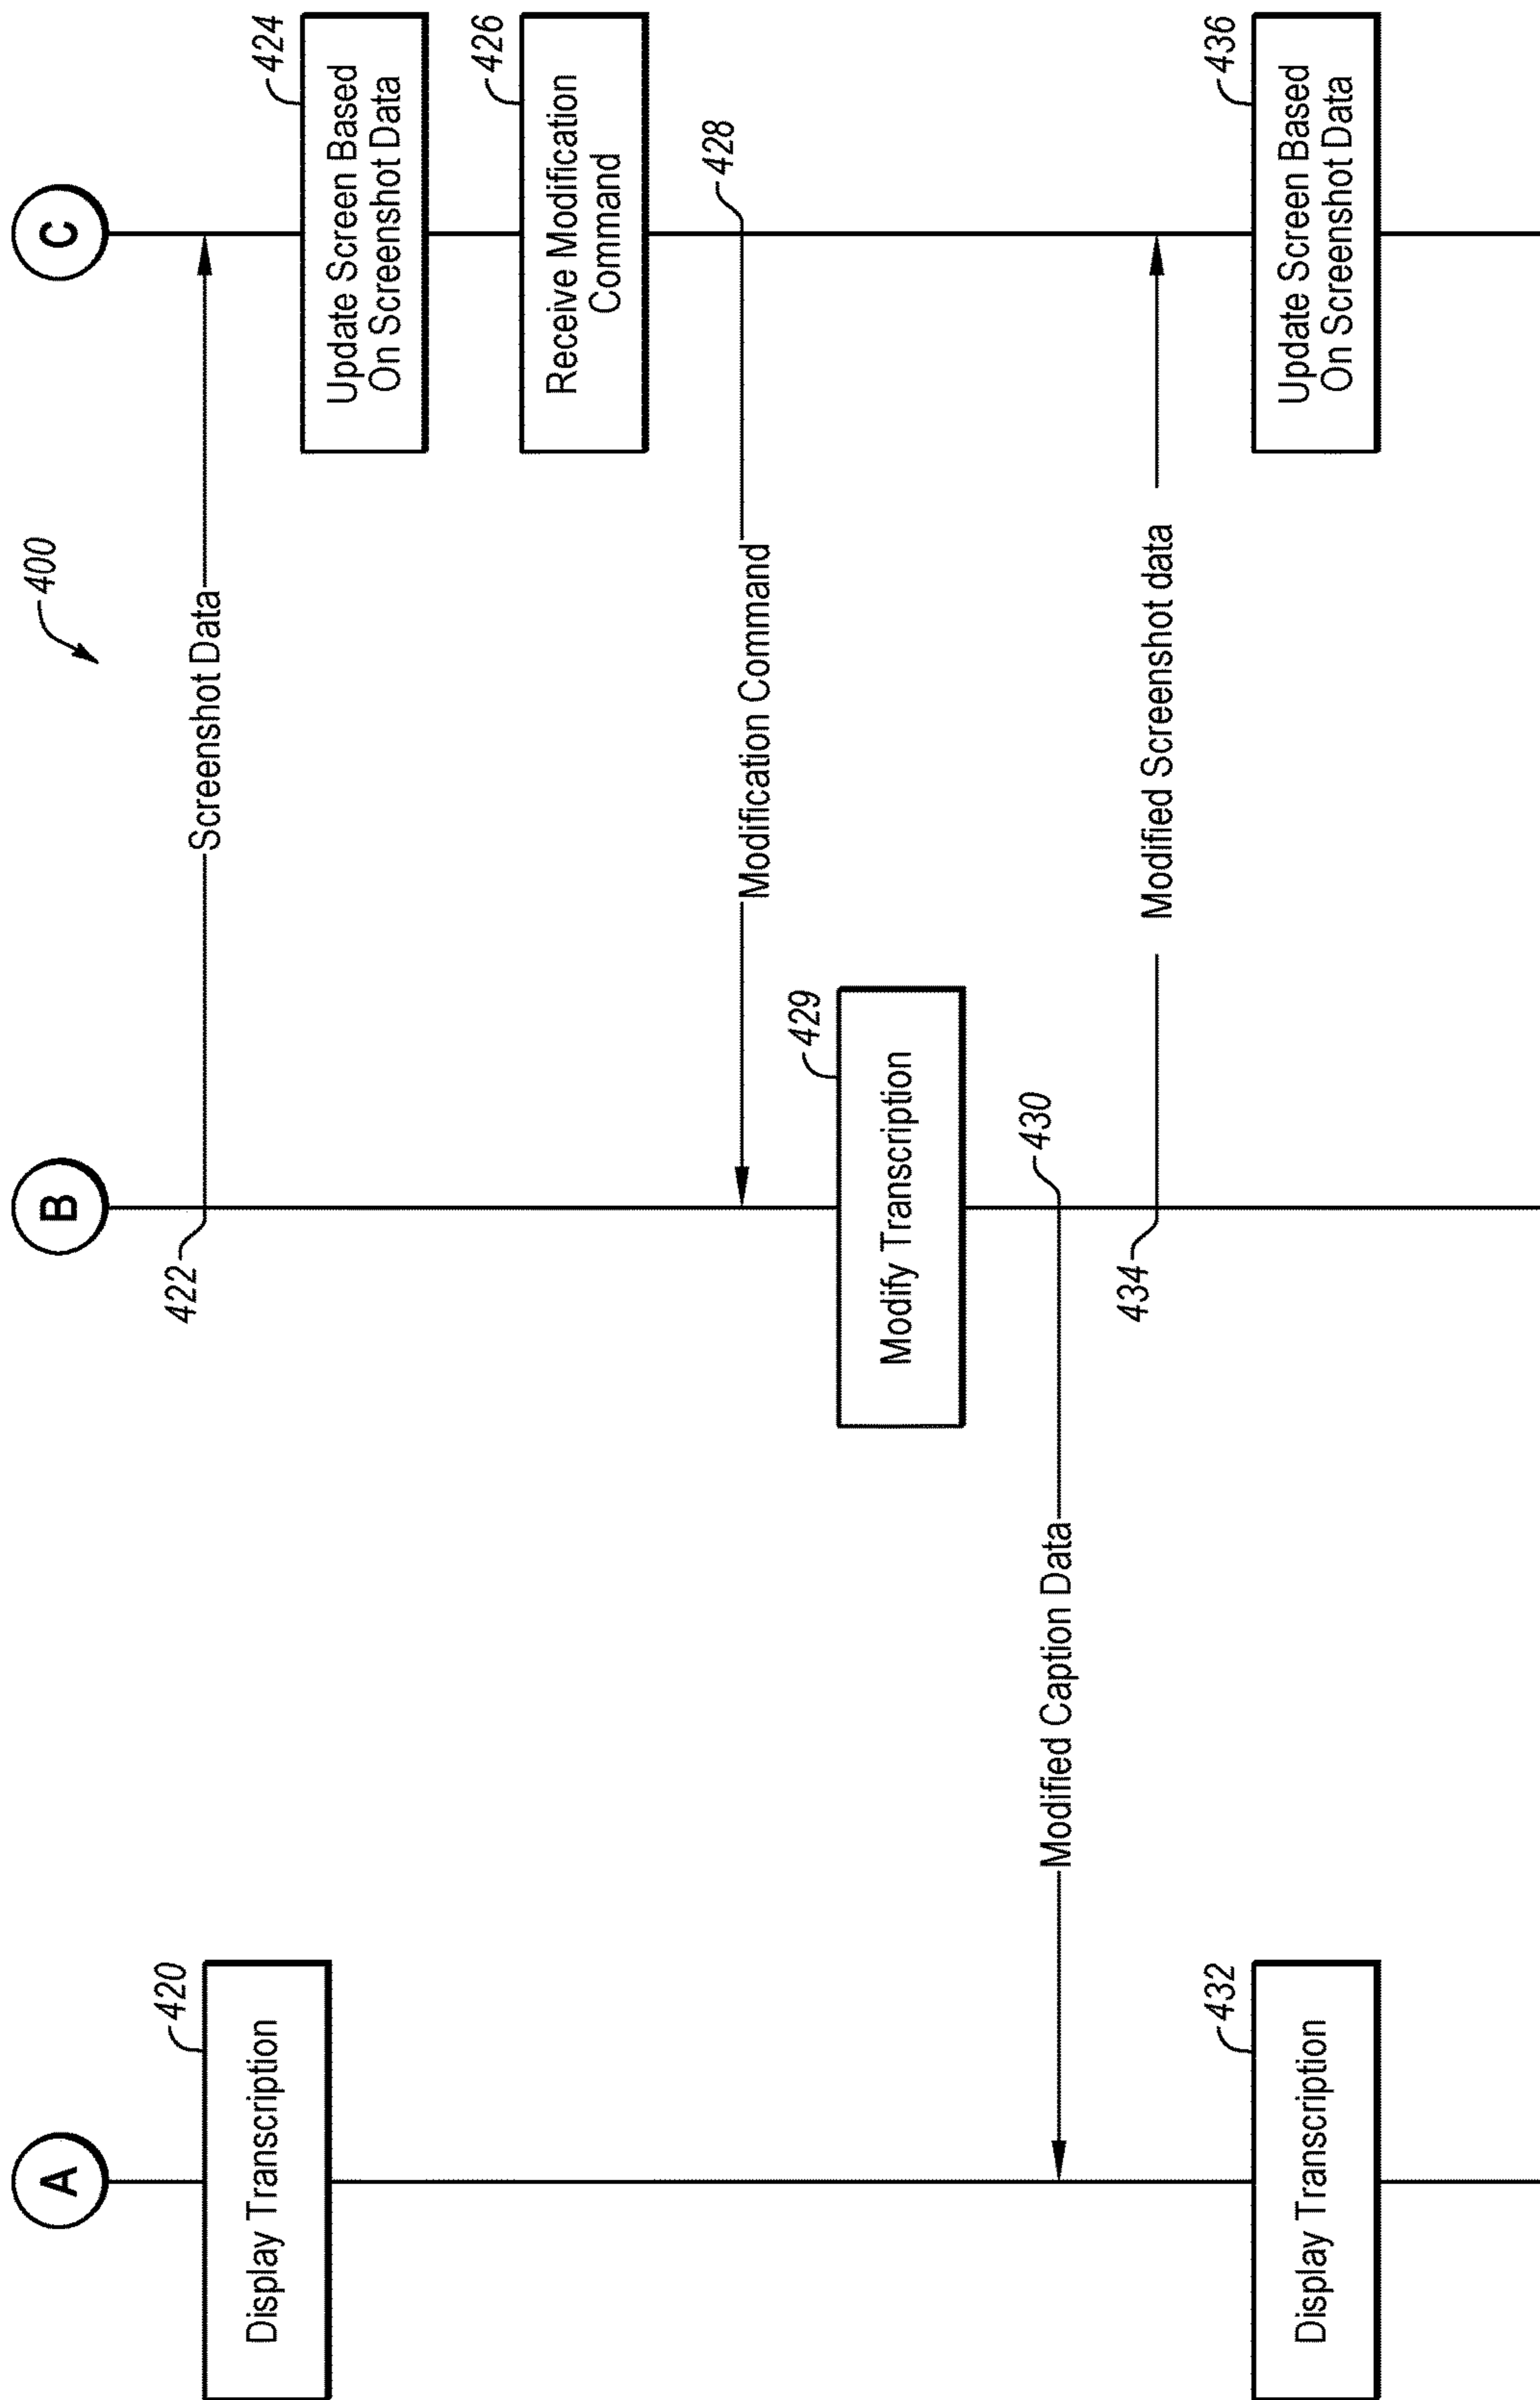 400
A
B
C
Display Transcription
420
422
Screenshot Data
424
Update Screen Based
On Screenshot Data
426
Receive Modification
Command
428
Modification Command
429
Modify Transcription
430
Modified Caption Data
434
Modified Screenshot data
432
Display Transcription
436
Update Screen Based
On Screenshot Data